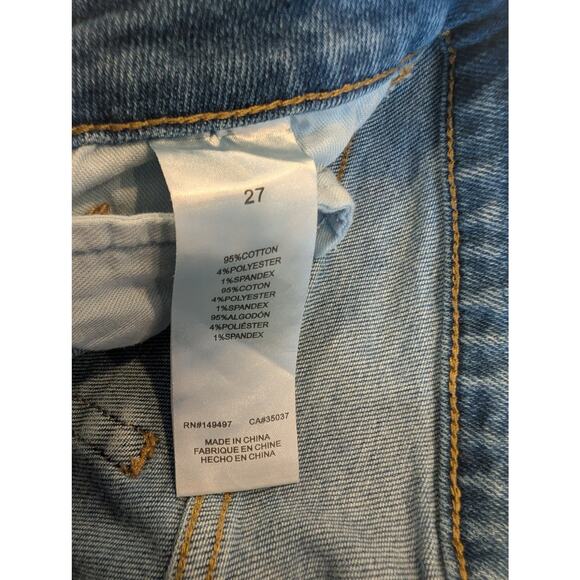 27
95%COTTON
4%POLYESTER
1%SPANDEX
95%COTON
4%POLYESTER
1%SPANDEX
95%ALGODÓN
4%POLIÉSTER
1%SPANDEX
RN#149497 CA#35037
MADE IN CHINA
FABRIQUE EN CHINE
HECHO EN CHINA